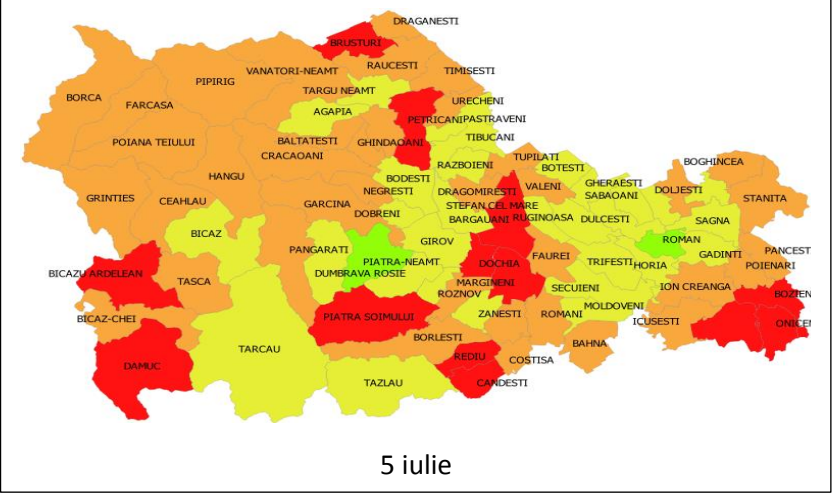 DRAGANESTI
BRUSTURI
RAUCESTI
VANATORI-NEAMT
TIMISESTI
PIPIRIG
TARGU NEAMT
BORCA
FARCASA
AGAPIA
URECHENI
PETRICANI
PASTRAVENI
POIANA TEIULUI
BALTATESTI
GHINDAOANI
TIBUCANI
CRACAOANI
TUPILATI
RAZBOIENI
BOTESTI
BOGHINCEA
HANGU
BODESTI
GHERAESTI
GRINTIES
CEAHLAU
NEGRESTI
DRAGOMIRESTI
VALENI
SABAOANI
DOLJESTI
STANITA
GARCINA
STEFAN CEL MARE
DOBRENI
BARGAUANI
RUGINOASA
DULCESTI
SAGNA
BICAZ
GIROV
ROMAN
PANGARATI
PANCEST
PIATRA-NEAMT
DOCHIA
FAUREI
TRIFESTI
HORIA
GADINTI
POIENARI
BICAZU ARDELEAN
TASCA
DUMBRAVA ROSIE
MARGINENI
SECUIENI
ION CREANGA
ROZNOV
BOZIEN
MOLDOVENI
BICAZ-CHEI
PIATRA SOIMULUI
ZANESTI
ROMANI
ICUSESTI
ONICE
BORLESTI
BAHNA
TARCAU
REDIU
COSTISA
DAMUC
TAZLAU
CANDESTI
5 iulie